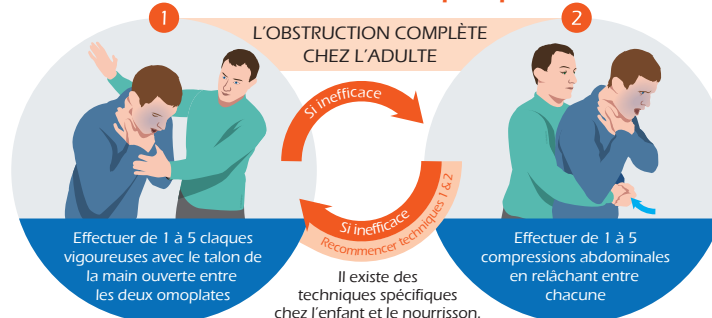 1
L'OBSTRUCTION COMPLÈTE
CHEZ L'ADULTE
2
Si inefficace
Si inefficace
Recommencer techniques 1 & 2
Effectuer de 1 à 5 claques
vigoureuses avec le talon de
la main ouverte entre
les deux omoplates
Il existe des
techniques spécifiques
chez l'enfant et le nourrisson.
Effectuer de 1 à 5
compressions abdominales
en relâchant entre
chacune